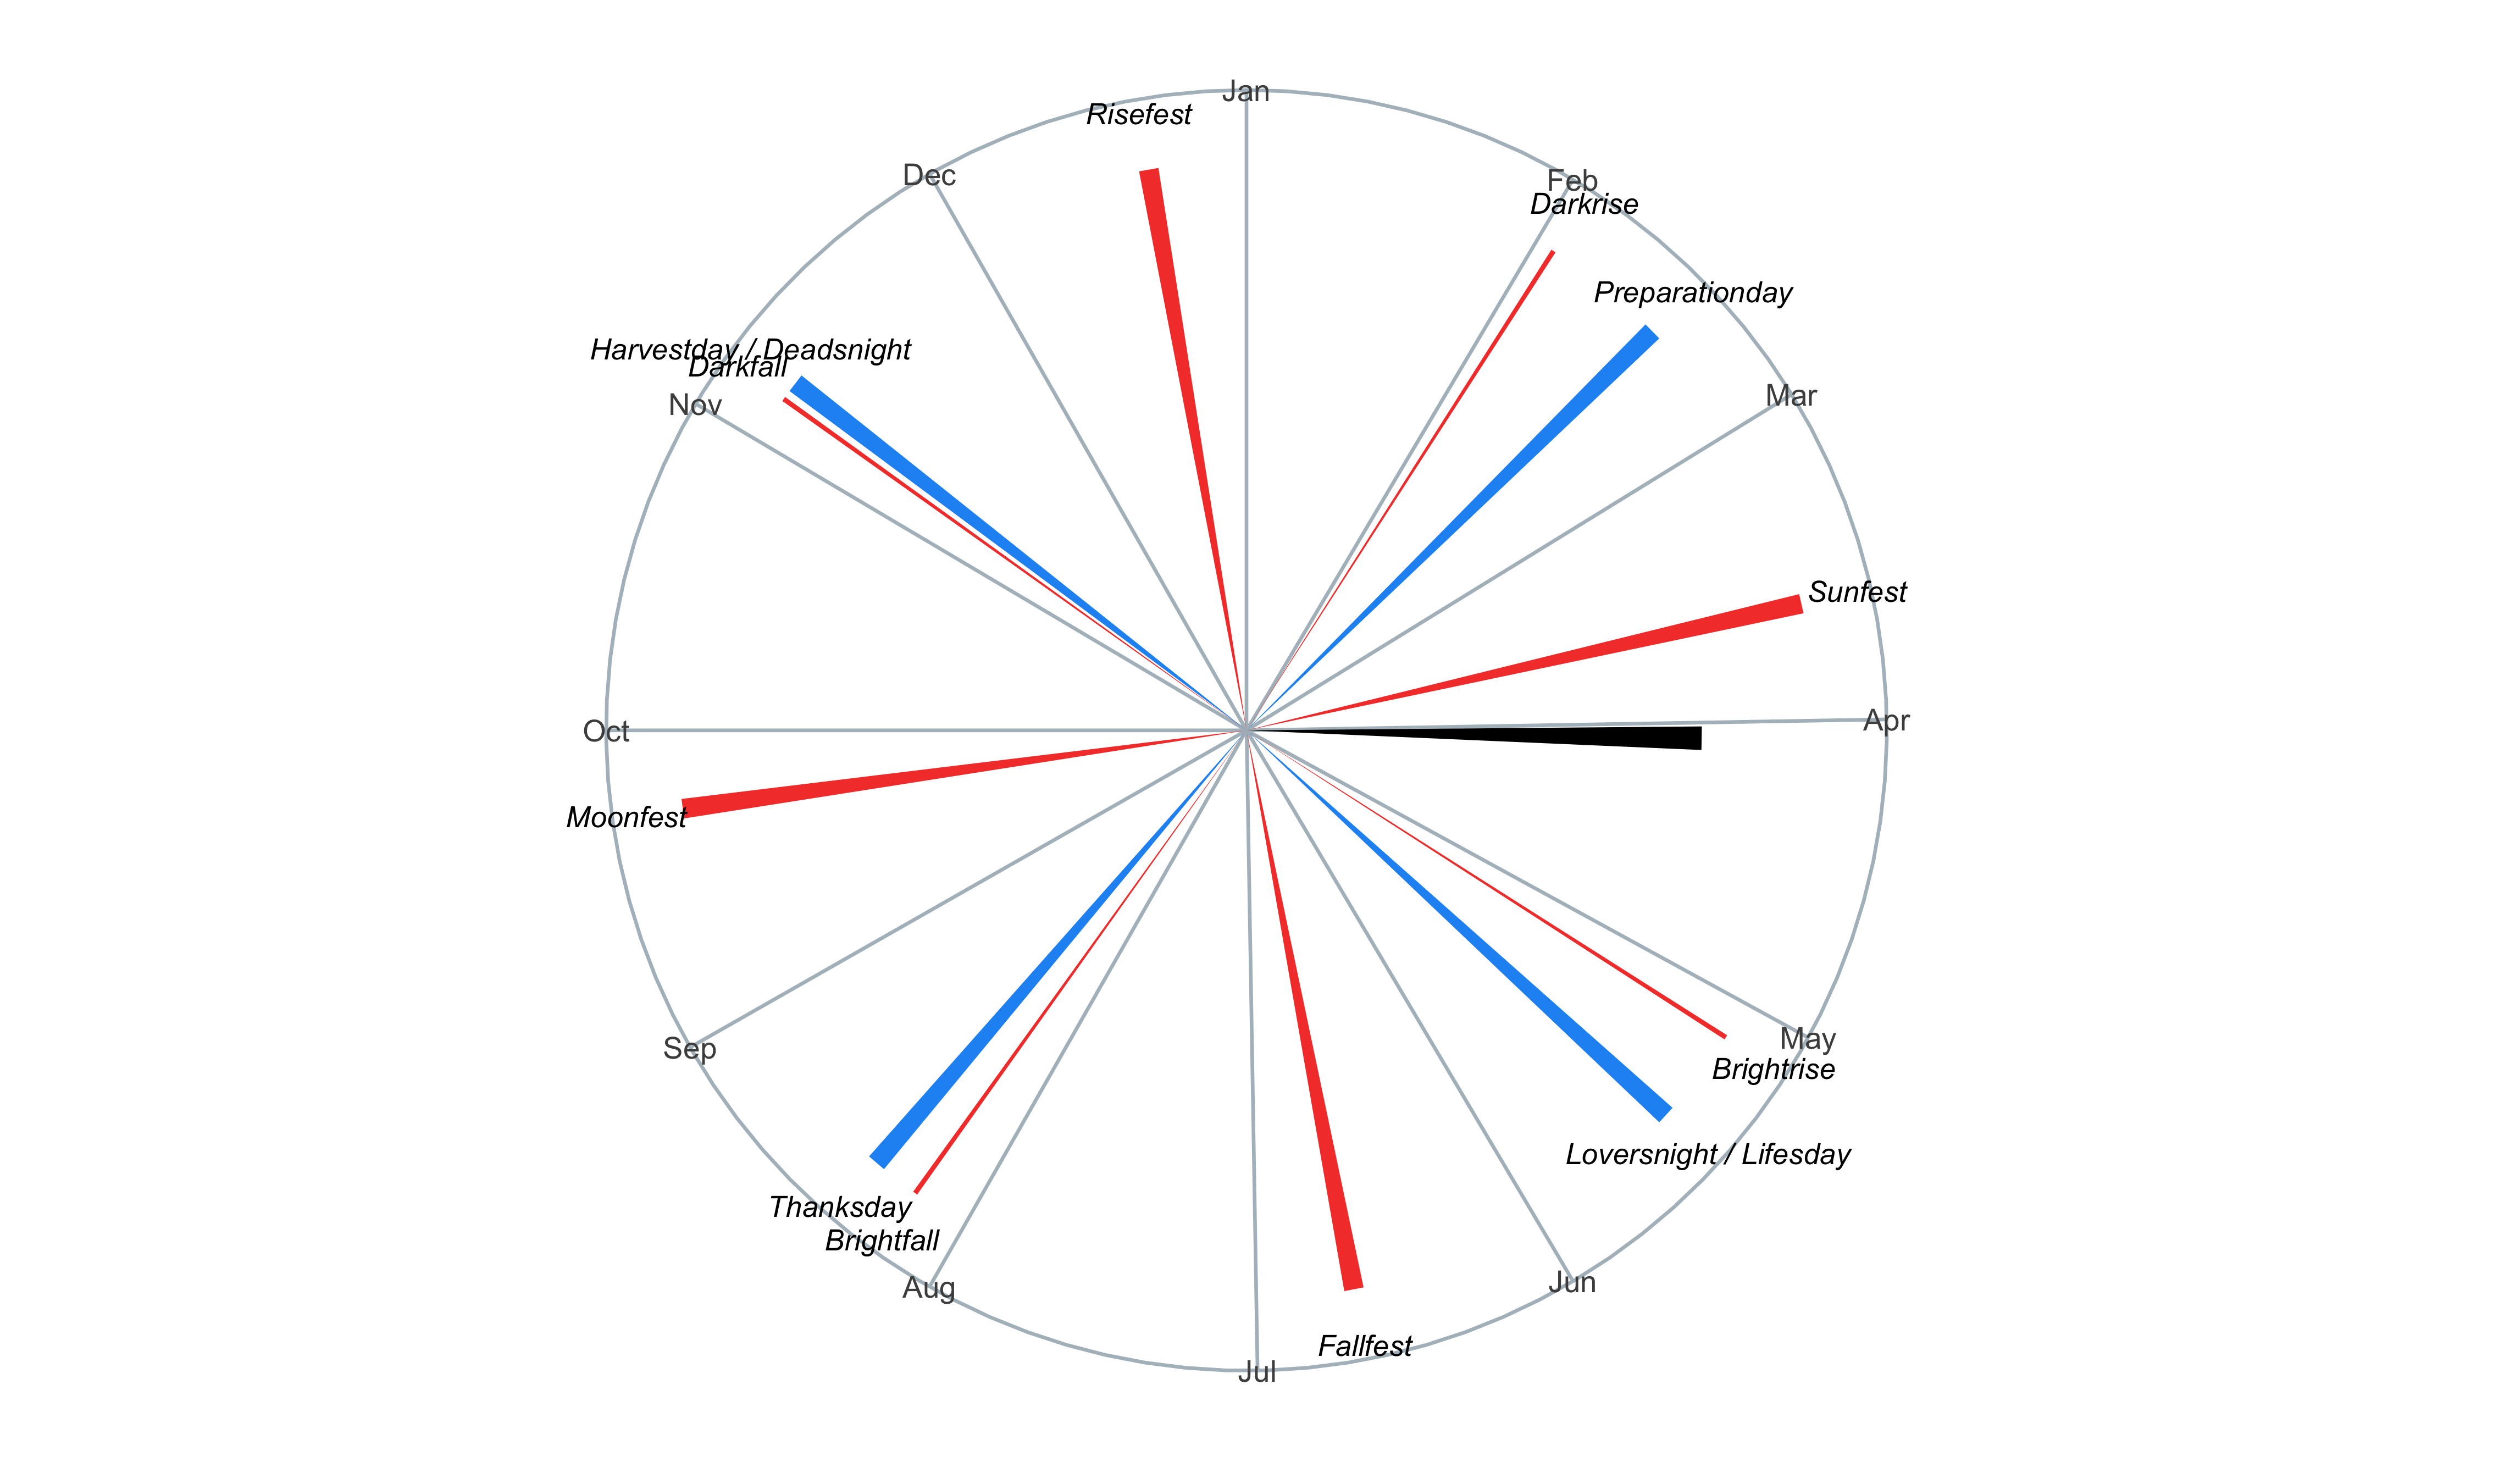 Jan
Risefest
Dec
Feb
Darkrise
Preparationday
Harvestday / Deadsnight
Darkfall
Mar
Nov
Sunfest
Apr
Oct
Moonfest
May
Sep
Brightrise
Loversnight / Lifesday
Thanksday
Brightfall
Jun
Aug
Fallfest
Jul